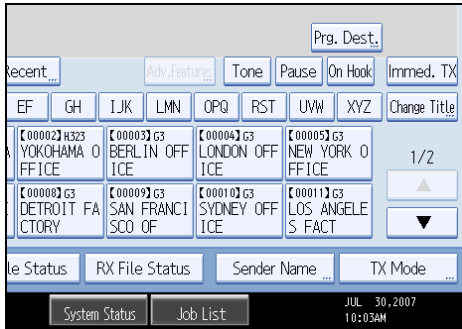 Prg. Dest.
Recent Adv.Features Tone Pause On Hook Immed. TX
EF GH IJK LMN OPQ RST UVW XYZ Change Title
【00002】H323 【00003】G3 【00004】G3 【00005】G3
YOKOHAMA O BERLIN OFF LONDON OFF NEW YORK O
FFICE ICE ICE FFICE
1/2
【00008】G3 【00009】G3 【00010】G3 【00011】G3
DETROIT FA SAN FRANCI SYDNEY OFF LOS ANGELE
CTORY SCO OF ICE S FACT
▲
▼
le Status RX File Status Sender Name TX Mode
System Status Job List JUL 30,2007
10:03AM